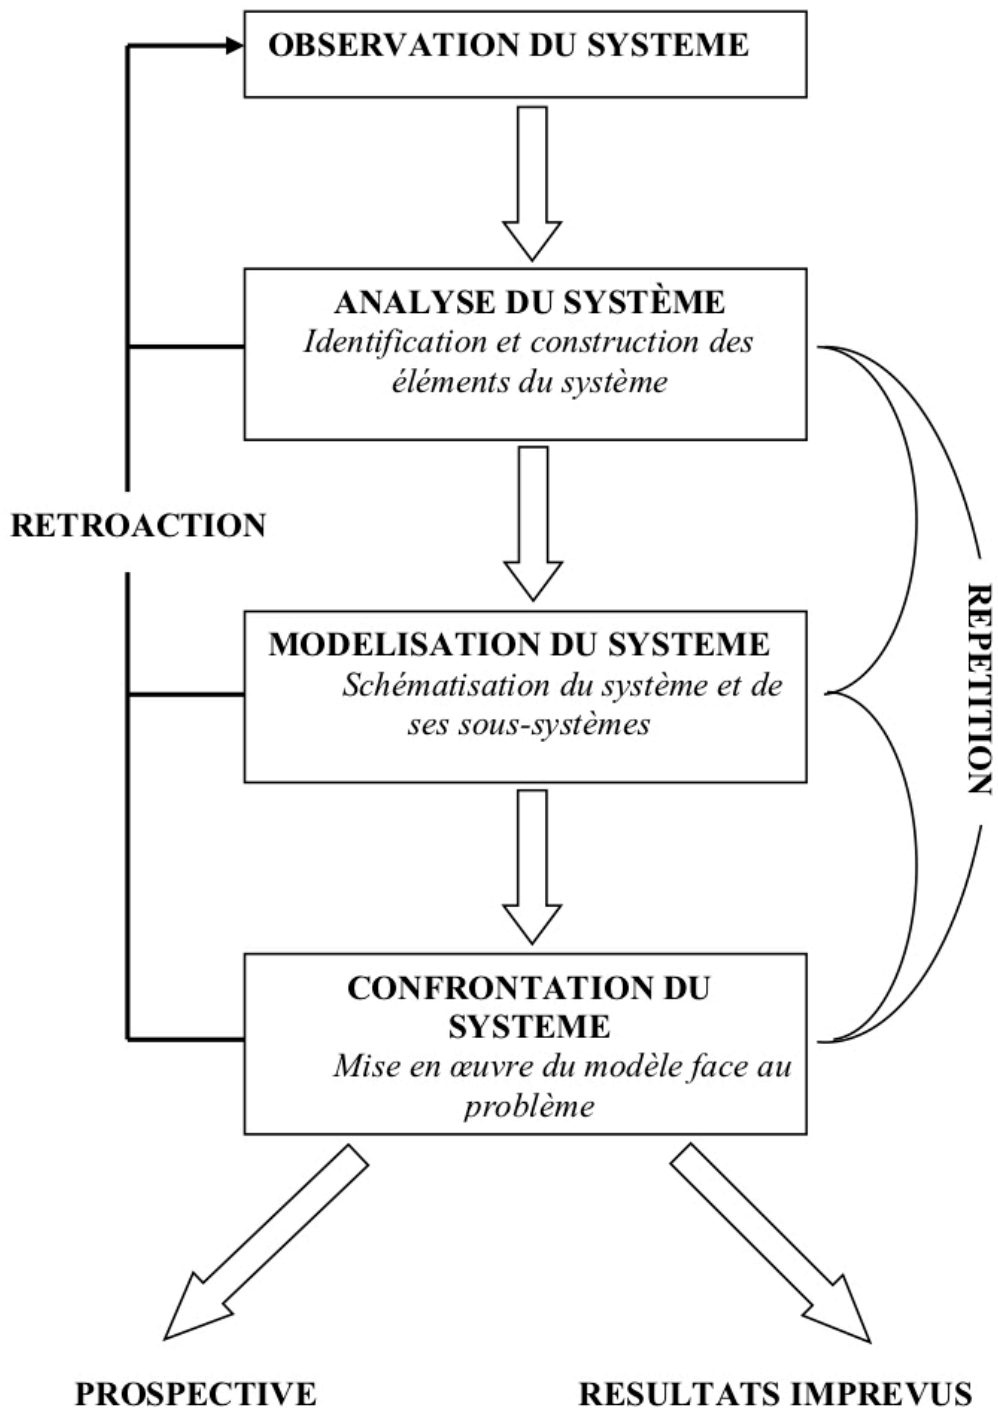 OBSERVATION DU SYSTEME
ANALYSE DU SYSTÈME
Identification et construction des
éléments du système
RETROACTION
REPETITION
MODELISATION DU SYSTEME
Schématisation du système et de
ses sous-systèmes
CONFRONTATION DU
SYSTEME
Mise en œuvre du modèle face au
problème
PROSPECTIVE
RESULTATS IMPREVUS